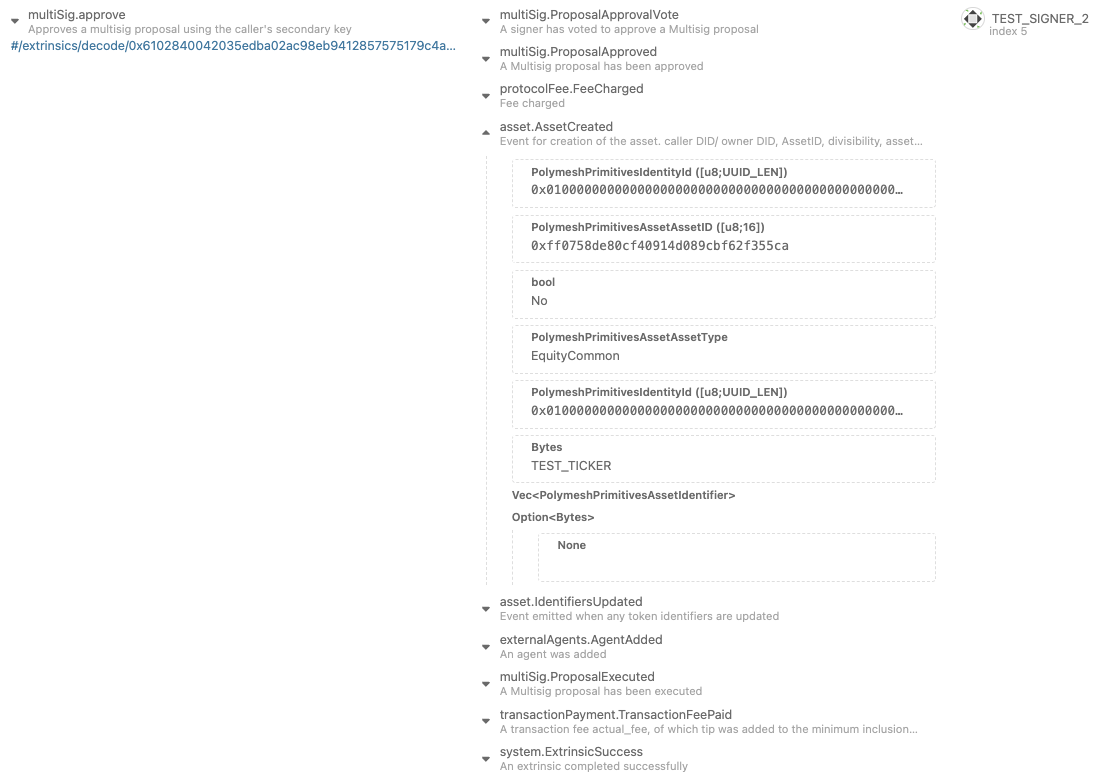 multiSig.approve
Approves a multisig proposal using the caller's secondary key
#/extrinsics/decode/0x6102840042035edba02ac98eb9412857575179c4a...
multiSig.ProposalApprovalVote
A signer has voted to approve a Multisig proposal
multiSig.ProposalApproved
A Multisig proposal has been approved
protocolFee.FeeCharged
Fee charged
asset.AssetCreated
Event for creation of the asset. caller DID/ owner DID, AssetID, divisibility, asset...
PolymeshPrimitivesIdentityId ([u8;UUID_LEN])
0x010000000000000000000000000000000000000000000000…
PolymeshPrimitivesAssetAssetID ([u8;16])
0xff0758de80cf40914d089cbf62f355ca
bool
No
PolymeshPrimitivesAssetAssetType
EquityCommon
PolymeshPrimitivesIdentityId ([u8;UUID_LEN])
0x010000000000000000000000000000000000000000000000…
Bytes
TEST_TICKER
Vec<PolymeshPrimitivesAssetIdentifier>
Option<Bytes>
None
asset.IdentifiersUpdated
Event emitted when any token identifiers are updated
externalAgents.AgentAdded
An agent was added
multiSig.ProposalExecuted
A Multisig proposal has been executed
transactionPayment.TransactionFeePaid
A transaction fee actual_fee, of which tip was added to the minimum inclusion...
system.ExtrinsicSuccess
An extrinsic completed successfully
TEST_SIGNER_2
index 5